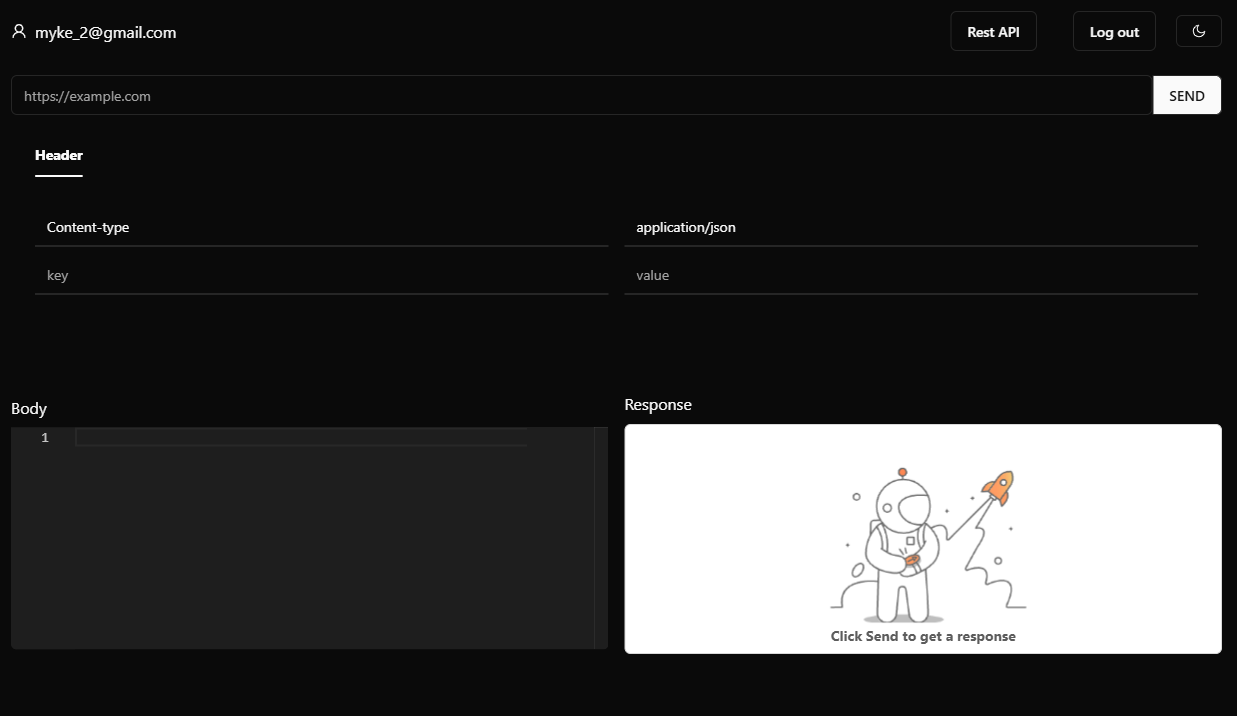 myke_2@gmail.com
Rest API
Log out
https://example.com
SEND
Header
Content-type
application/json
key
value
Body
1
Response
Click Send to get a response